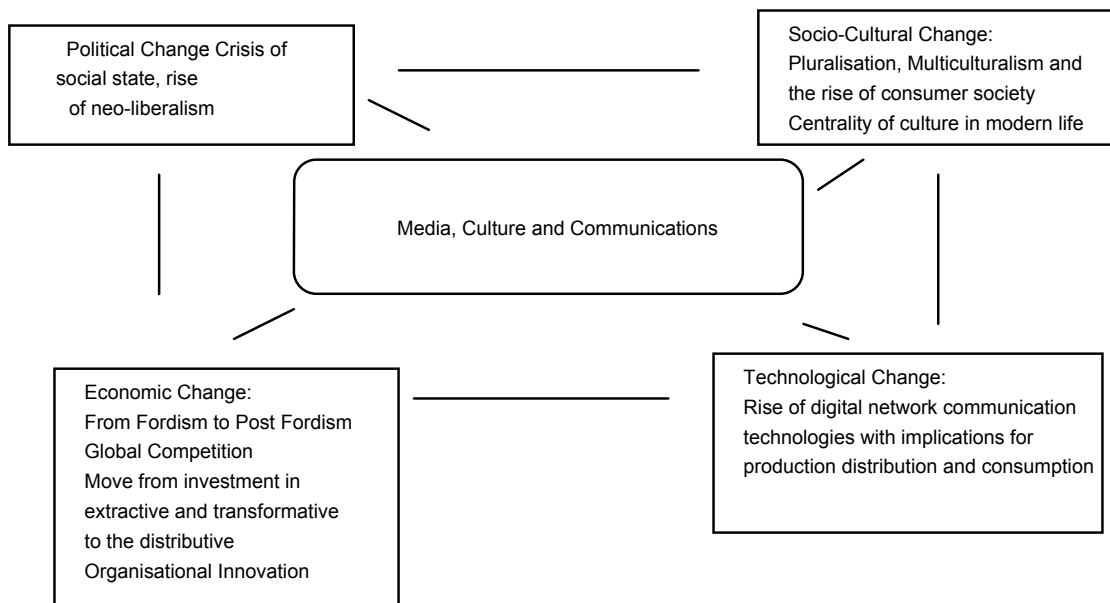 Political Change Crisis of
social state, rise
of neo-liberalism
Socio-Cultural Change:
Pluralisation, Multiculturalism and
the rise of consumer society
Centrality of culture in modern life
Media, Culture and Communications
Economic Change:
From Fordism to Post Fordism
Global Competition
Move from investment in
extractive and transformative
to the distributive
Organisational Innovation
Technological Change:
Rise of digital network communication
technologies with implications for
production distribution and consumption